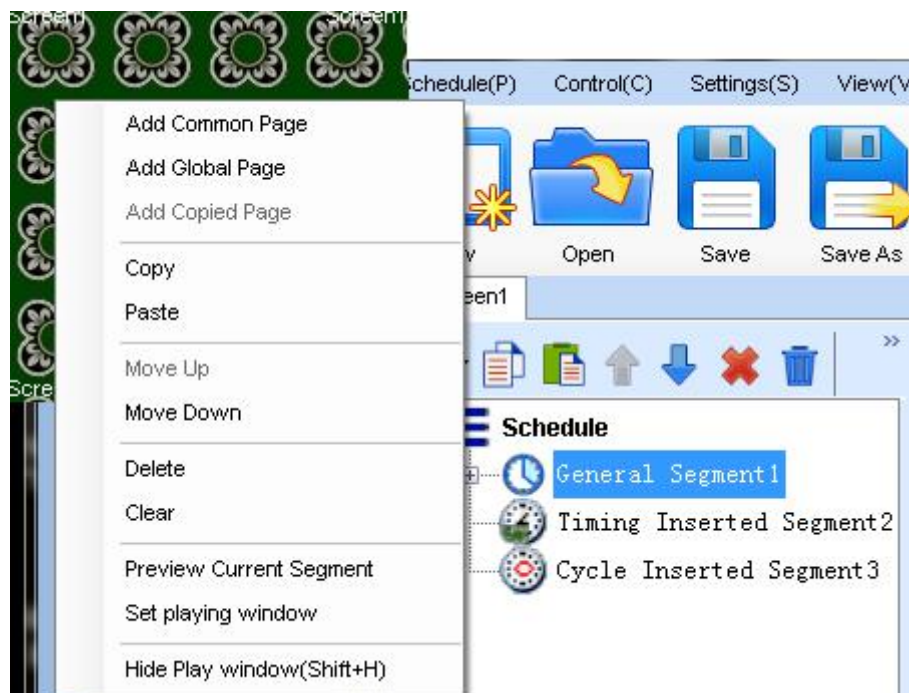 Screen1
Screen1
Schedule(P) Control(C) Settings(S) View(V
Add Common Page
Add Global Page
Add Copied Page
Open Save Save As
Copy
Paste
een1
Move Up
Move Down
Scre
Schedule
Delete
General Segment1
Clear
Timing Inserted Segment2
Preview Current Segment
Cycle Inserted Segment3
Set playing window
Hide Play window(Shift+H)